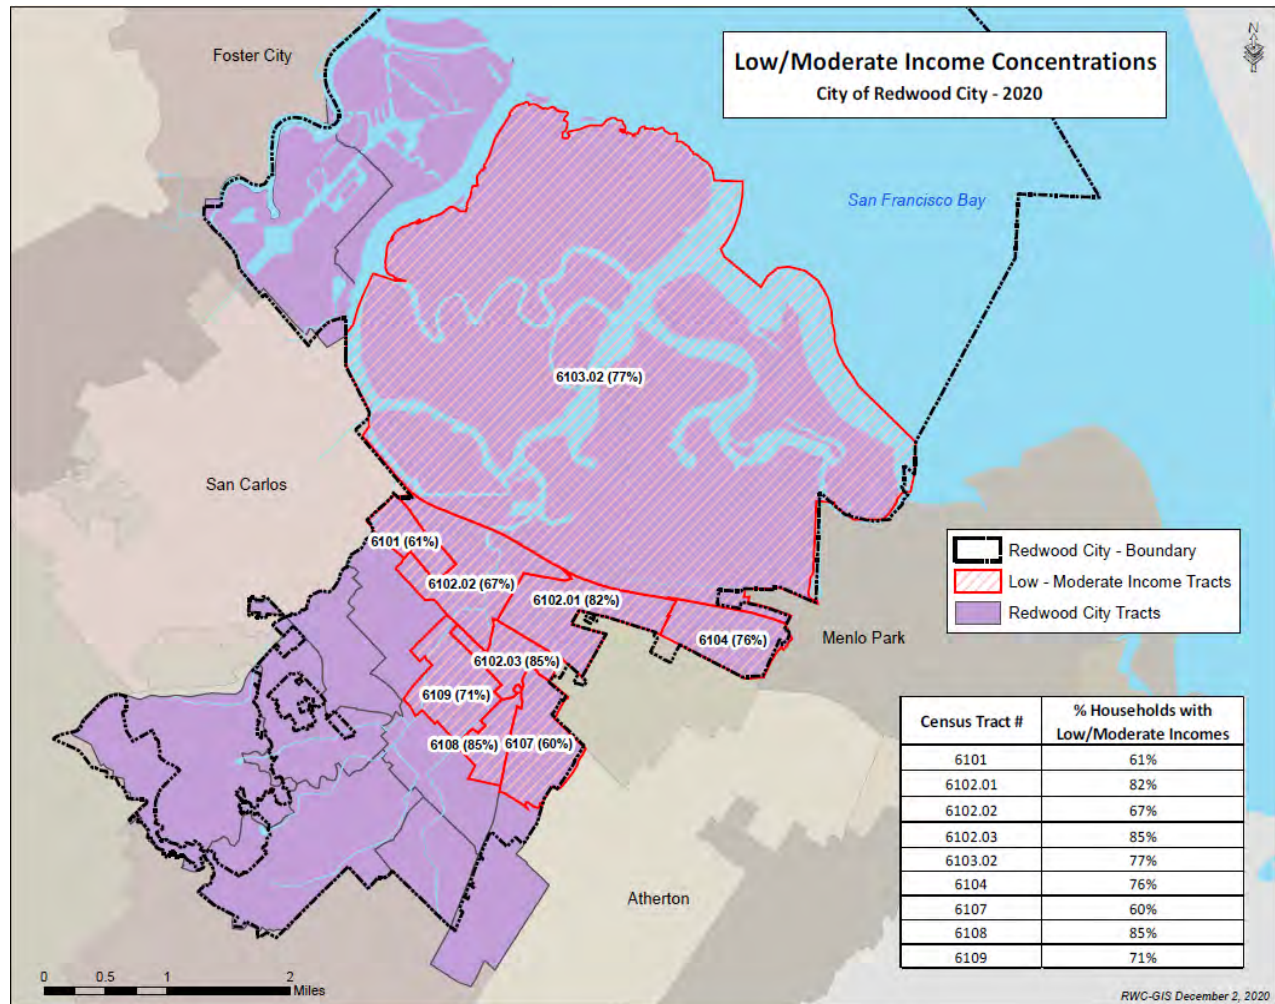 Foster City
Low/Moderate Income Concentrations
City of Redwood City - 2020
N
San Francisco Bay
6103.02 (77%)
San Carlos
6101 (61%)
6102.02 (67%)
6102.01 (82%)
6104 (76%)
Menlo Park
6102.03 (85%)
6109 (71%)
6108 (85%)
6107 (60%)
Atherton
Redwood City - Boundary
Low - Moderate Income Tracts
Redwood City Tracts
Census Tract # % Households with
Low/Moderate Incomes
6101 61%
6102.01 82%
6102.02 67%
6102.03 85%
6103.02 77%
6104 76%
6107 60%
6108 85%
6109 71%
0 0.5 1 2
Miles
RWC-GIS December 2, 2020